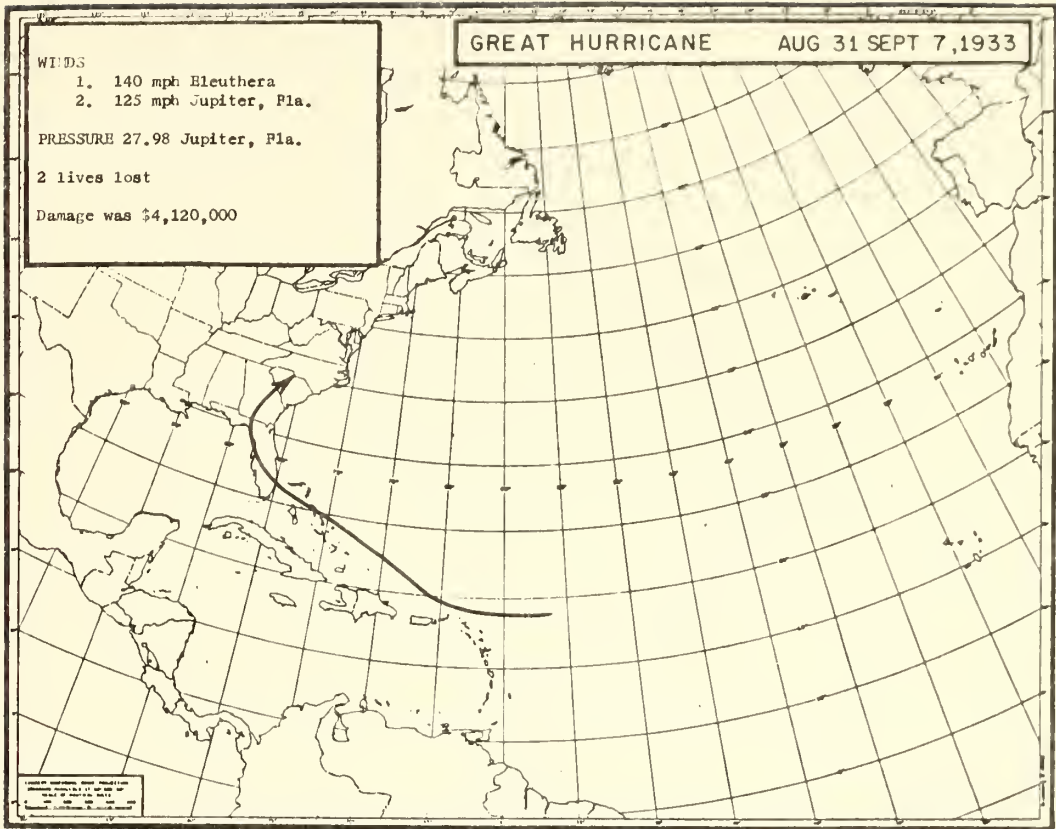 GREAT HURRICANE AUG 31 SEPT 7,1933
WINDS
1. 140 mph Eleuthera
2. 125 mph Jupiter, Fla.
PRESSURE 27.98 Jupiter, Fla.
2 lives lost
Damage was $4,120,000